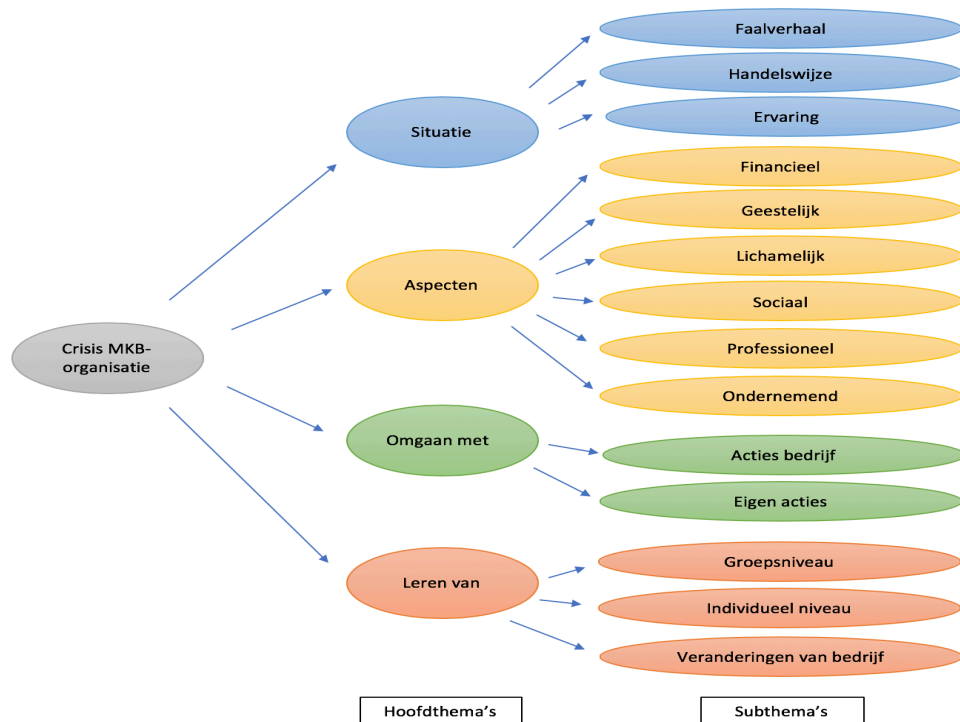 Crisis MKB-
organisatie
Situatie
Faalverhaal
Handelswijze
Ervaring
Aspecten
Financieel
Geestelijk
Lichamelijk
Sociaal
Professioneel
Ondernemend
Omgaan met
Acties bedrijf
Eigen acties
Leren van
Groepsniveau
Individueel niveau
Veranderingen van bedrijf
Hoofdthema's
Subthema's